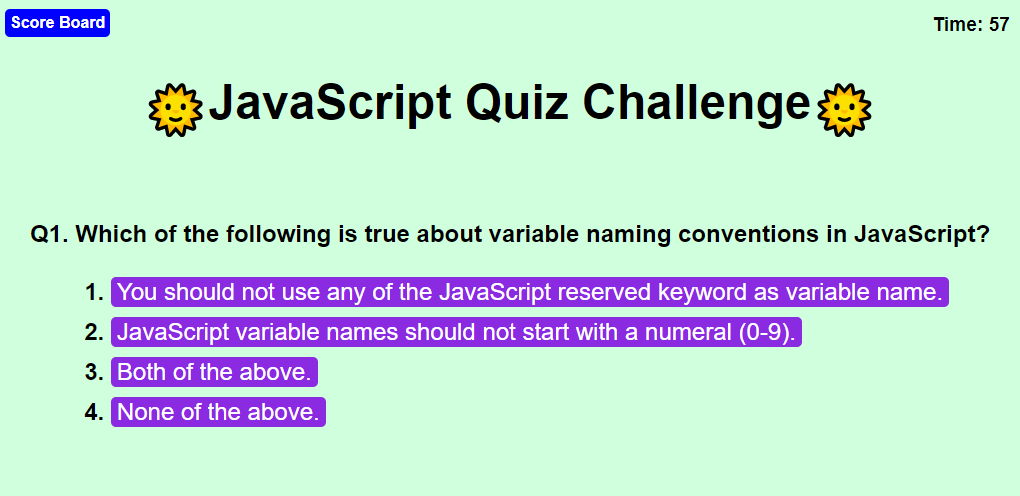 Score Board
Time: 57
JavaScript Quiz Challenge
Q1. Which of the following is true about variable naming conventions in JavaScript?
1. You should not use any of the JavaScript reserved keyword as variable name.
2. JavaScript variable names should not start with a numeral (0-9).
3. Both of the above.
4. None of the above.